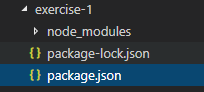 exercise-1
node_modules
{} package-lock.json
{} package.json